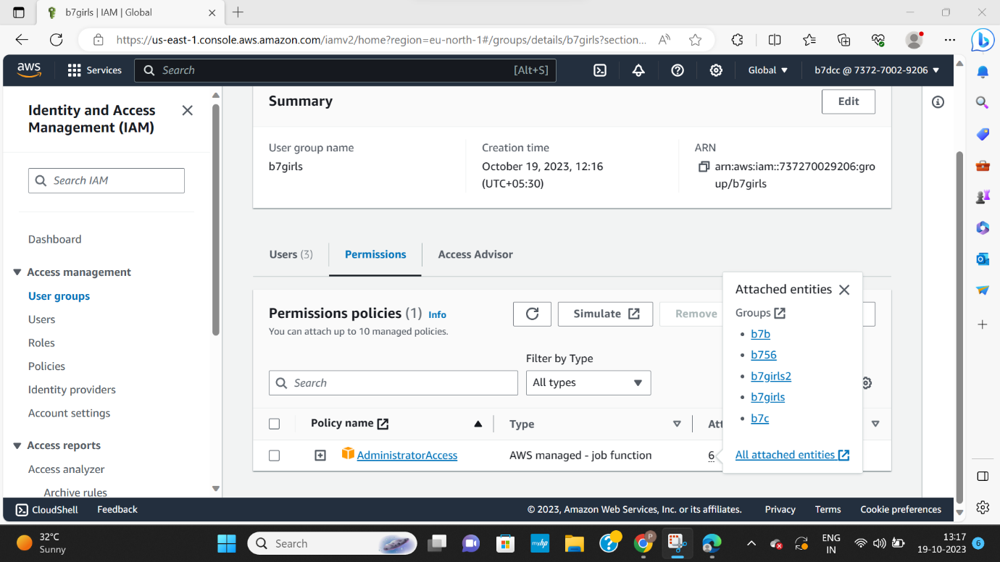 b7girls | IAM | Global
https://us-east-1.console.aws.amazon.com/iamv2/home?region=eu-north-1#/groups/details/b7girls?section...
aws
Services
Search
[Alt+S]
Global
b7dcc @ 7372-7002-9206
Identity and Access
Management (IAM)
Search IAM
Dashboard
Access management
User groups
Users
Roles
Policies
Identity providers
Account settings
Access reports
Access analyzer
Archive rules
Summary
Edit
User group name
b7girls
Creation time
October 19, 2023, 12:16
(UTC+05:30)
ARN
arn:aws:iam::737270029206:gro
up/b7girls
Users (3)
Permissions
Access Advisor
Permissions policies (1) Info
You can attach up to 10 managed policies.
Simulate
Remove
Search
Filter by Type
All types
Policy name
Type
Att
AdministratorAccess
AWS managed - job function
6
Attached entities
Groups
• b7b
• b756
• b7girls2
• b7girls
• b7c
All attached entities
CloudShell
Feedback
© 2023, Amazon Web Services, Inc. or its affiliates.
Privacy
Terms
Cookie preferences
32°C
Sunny
Search
myhp
P
ENG
IN
13:17
19-10-2023
6